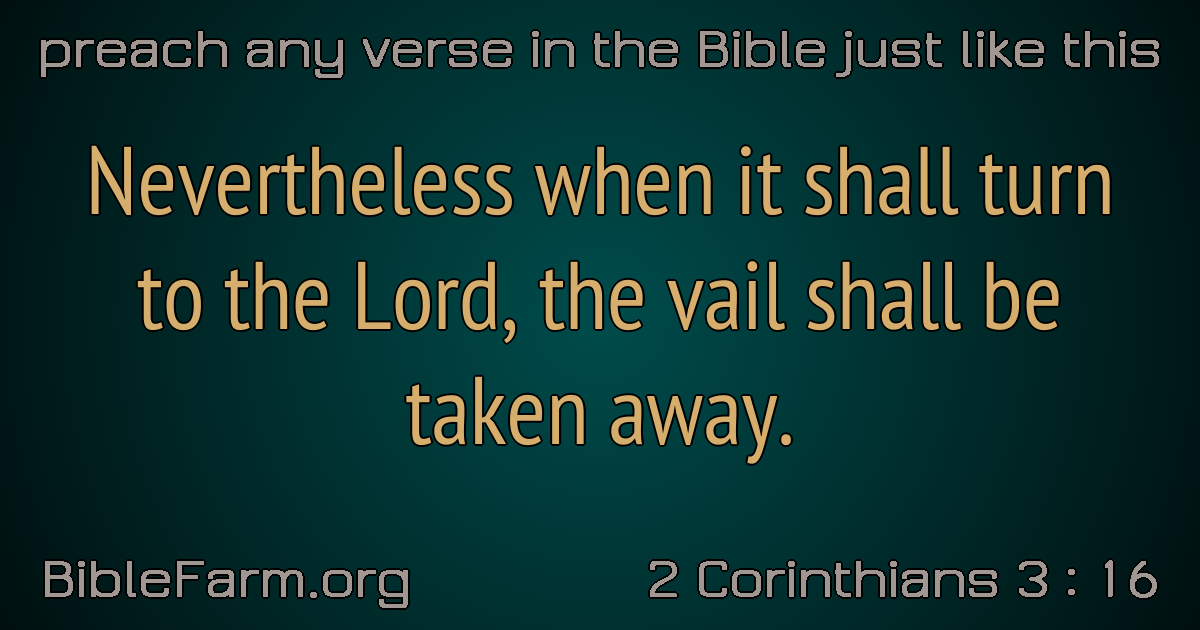 preach any verse in the Bible just like this
Nevertheless when it shall turn
to the Lord, the vail shall be
taken away.
BibleFarm.org
2 Corinthians 3 : 16